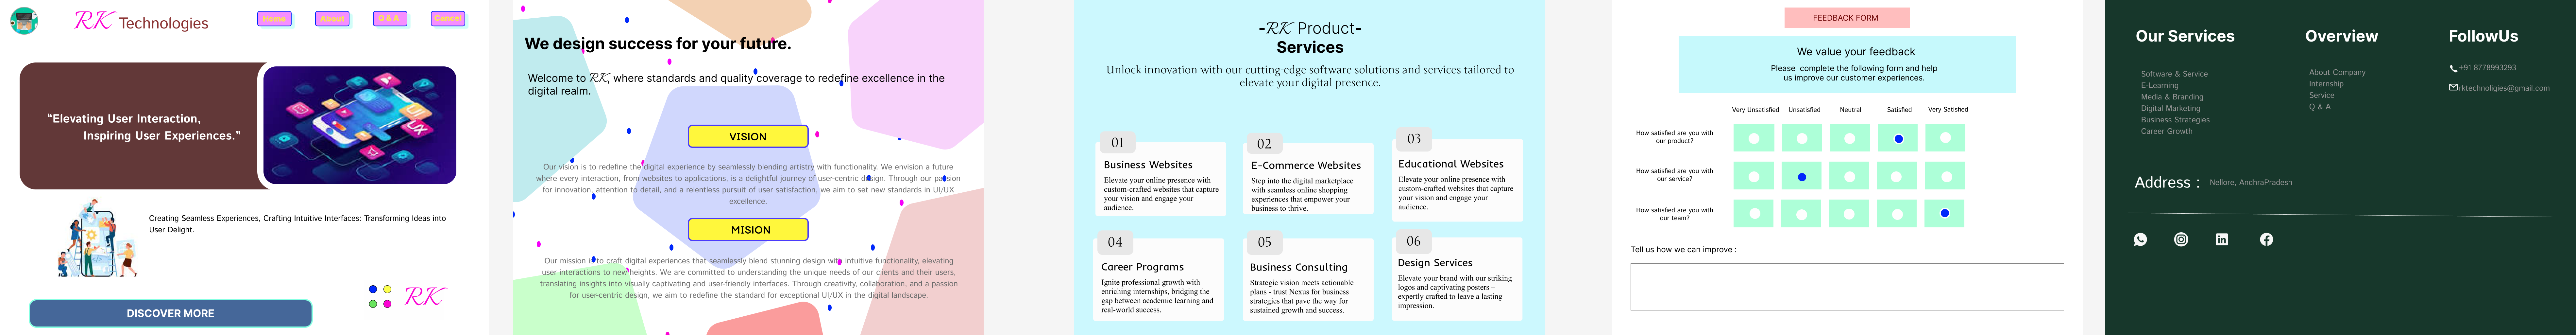 RK Technologies
Home
About
Q & A
Cancel
“Elevating User Interaction,
Inspiring User Experiences.”
UI UX
Creating Seamless Experiences, Crafting Intuitive Interfaces: Transforming Ideas into
User Delight.
RK
DISCOVER MORE
We design success for your future.
Welcome to RK, where standards and quality coverage to redefine excellence in the
digital realm.
VISION
Our vision is to redefine the digital experience by seamlessly blending artistry with functionality. We envision a future
where every interaction, from websites to applications, is a delightful journey of user-centric design. Through our passion
for innovation, attention to detail, and a relentless pursuit of user satisfaction, we aim to set new standards in UI/UX
excellence.
MISION
Our mission is to craft digital experiences that seamlessly blend stunning design with intuitive functionality, elevating
user interactions to new heights. We are committed to understanding the unique needs of our clients and their users,
translating insights into visually captivating and user-friendly interfaces. Through creativity, collaboration, and a passion
for user-centric design, we aim to redefine the standard for exceptional UI/UX in the digital landscape.
-RK Product-
Services
Unlock innovation with our cutting-edge software solutions and services tailored to
elevate your digital presence.
01
Business Websites
Elevate your online presence with
custom-crafted websites that capture
your vision and engage your
audience.
02
E-Commerce Websites
Step into the digital marketplace
with seamless online shopping
experiences that empower your
business to thrive.
03
Educational Websites
Elevate your online presence with
custom-crafted websites that capture
your vision and engage your
audience.
04
Career Programs
Ignite professional growth with
enriching internships, bridging the
gap between academic learning and
real-world success.
05
Business Consulting
Strategic vision meets actionable
plans - trust Nexus for business
strategies that pave the way for
sustained growth and success.
06
Design Services
Elevate your brand with our striking
logos and captivating posters –
expertly crafted to leave a lasting
impression.
FEEDBACK FORM
We value your feedback
Please complete the following form and help
us improve our customer experiences.
Very Unsatisfied Unsatisfied Neutral Satisfied Very Satisfied
How satisfied are you with
our product?
How satisfied are you with
our service?
How satisfied are you with
our team?
Tell us how we can improve :
Our Services
Software & Service
E-Learning
Media & Branding
Digital Marketing
Business Strategies
Career Growth
Overview
About Company
Internship
Service
Q & A
FollowUs
+91 8778993293
rktechnoligies@gmail.com
Address : Nellore, AndhraPradesh